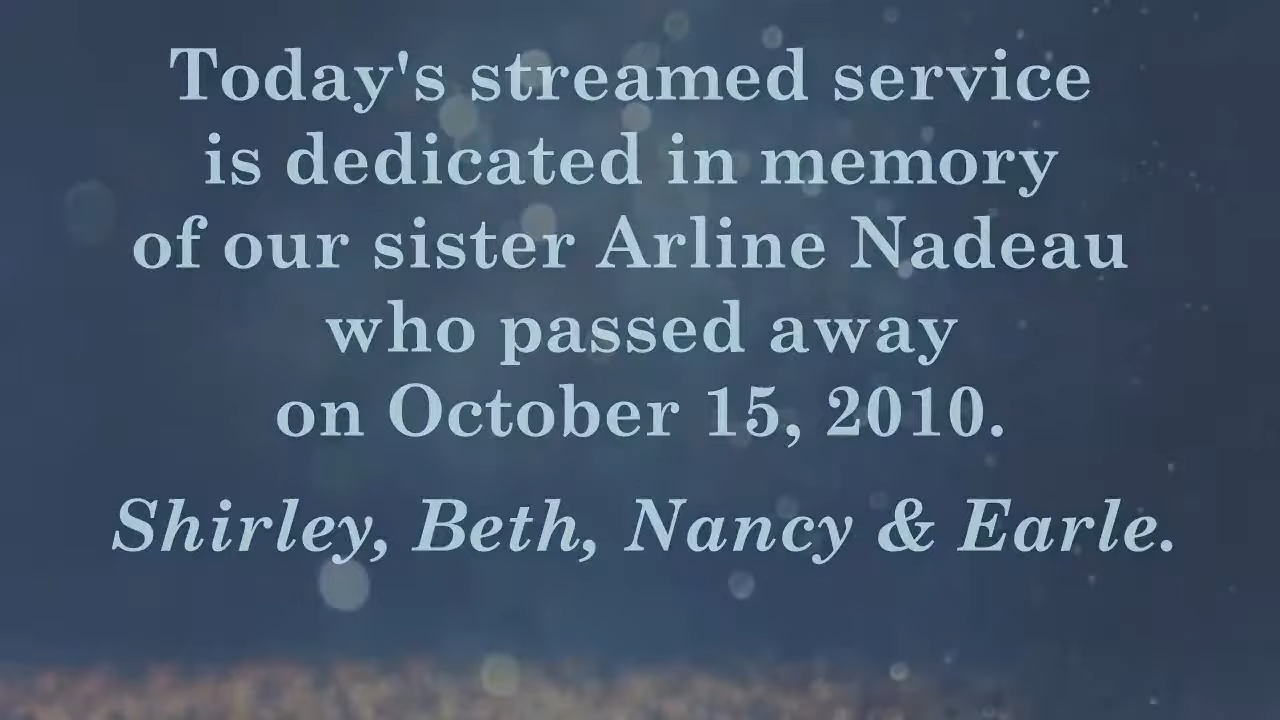 Today's streamed service
is dedicated in memory
of our sister Arline Nadeau
who passed away
on October 15, 2010.
Shirley, Beth, Nancy & Earle.